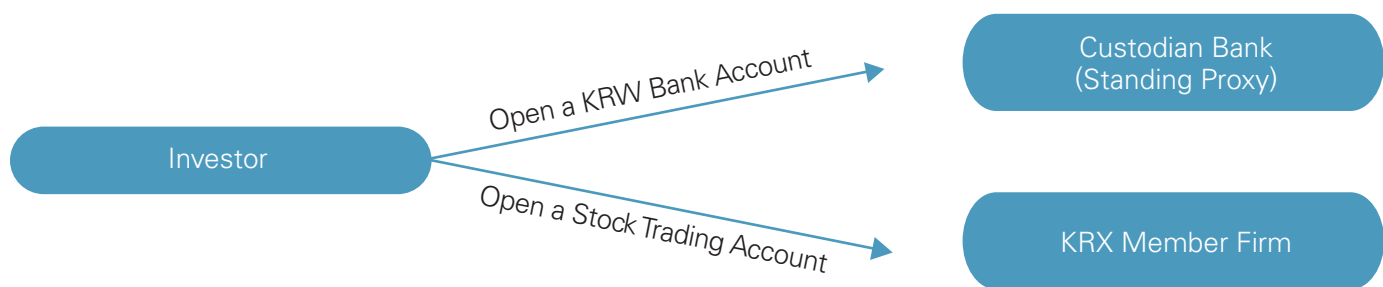 Custodian Bank
(Standing Proxy)
Open a KRW Bank Account
Investor
Open a Stock Trading Account
KRX Member Firm